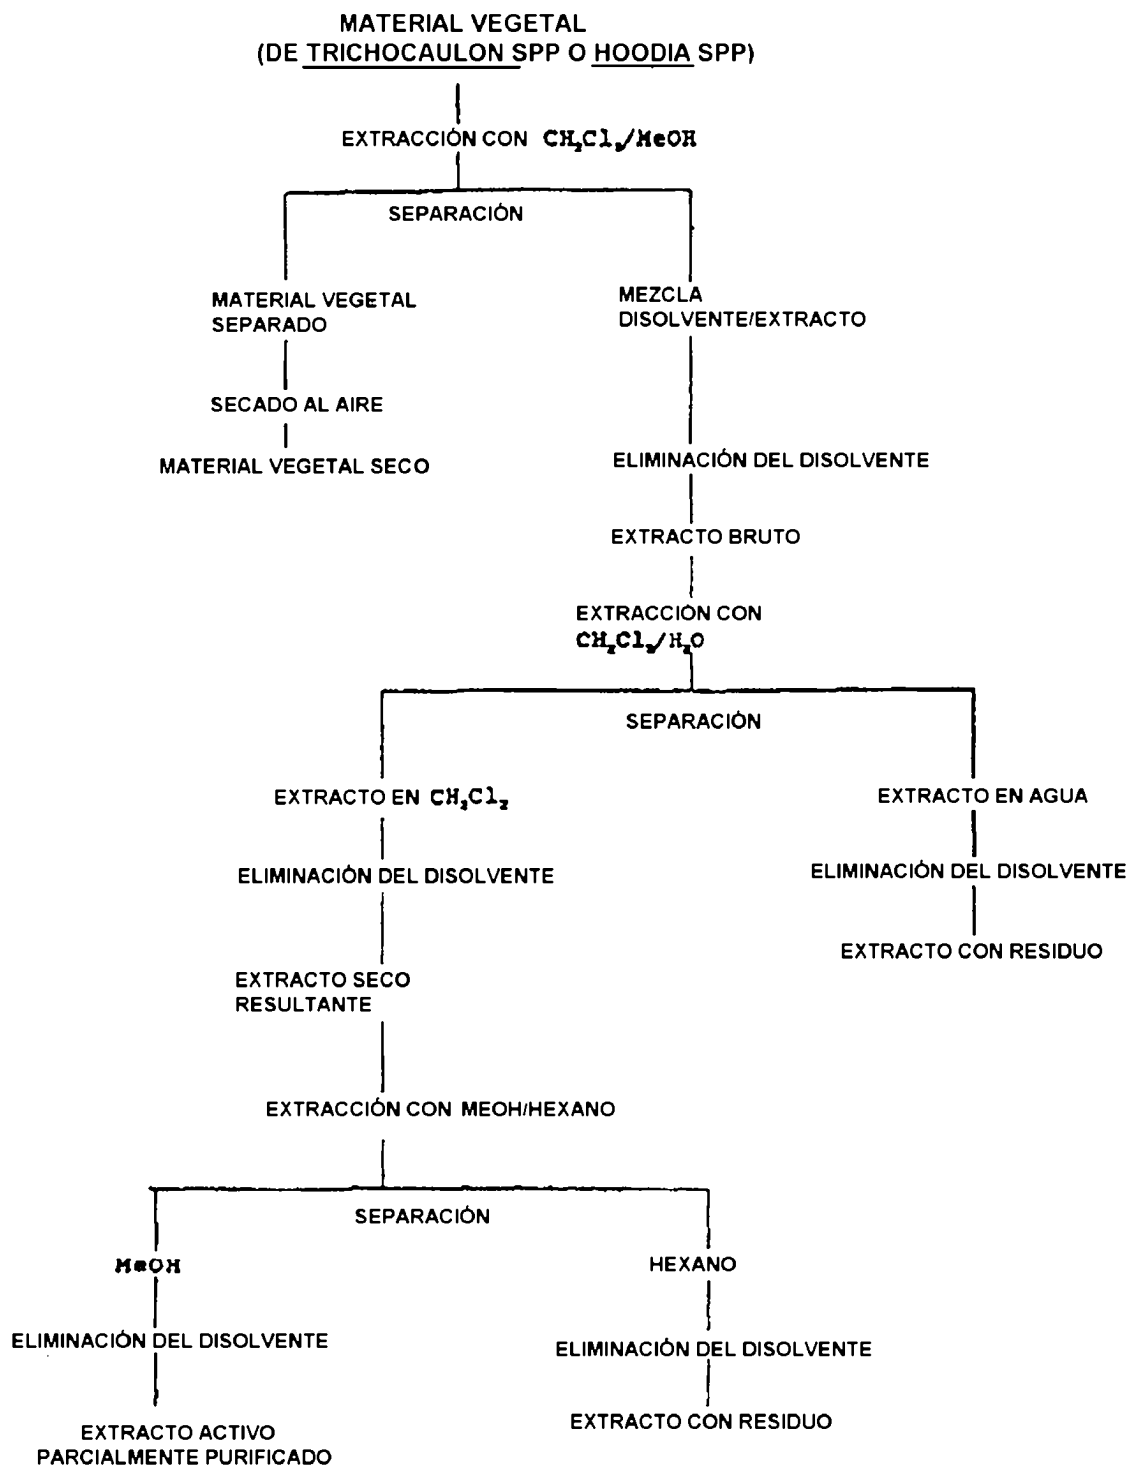 MATERIAL VEGETAL
(DE TRICHOCAULON SPP O HOODIA SPP)
EXTRACCIÓN CON CH₂Cl₂/MeOH
SEPARACIÓN
MATERIAL VEGETAL
SEPARADO
MEZCLA
DISOLVENTE/EXTRACTO
SECADO AL AIRE
MATERIAL VEGETAL SECO
ELIMINACIÓN DEL DISOLVENTE
EXTRACTO BRUTO
EXTRACCIÓN CON
CH₂Cl₂/H₂O
SEPARACIÓN
EXTRACTO EN CH₂Cl₂
EXTRACTO EN AGUA
ELIMINACIÓN DEL DISOLVENTE
ELIMINACIÓN DEL DISOLVENTE
EXTRACTO CON RESIDUO
EXTRACTO SECO
RESULTANTE
EXTRACCIÓN CON MEOH/HEXANO
SEPARACIÓN
MeOH
HEXANO
ELIMINACIÓN DEL DISOLVENTE
ELIMINACIÓN DEL DISOLVENTE
EXTRACTO ACTIVO
PARCIALMENTE PURIFICADO
EXTRACTO CON RESIDUO